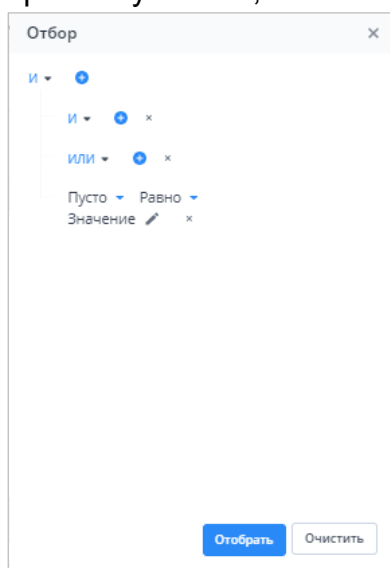 Отбор
И
И
ИЛИ
Пусто Равно
Значение
Отобрать Очистить